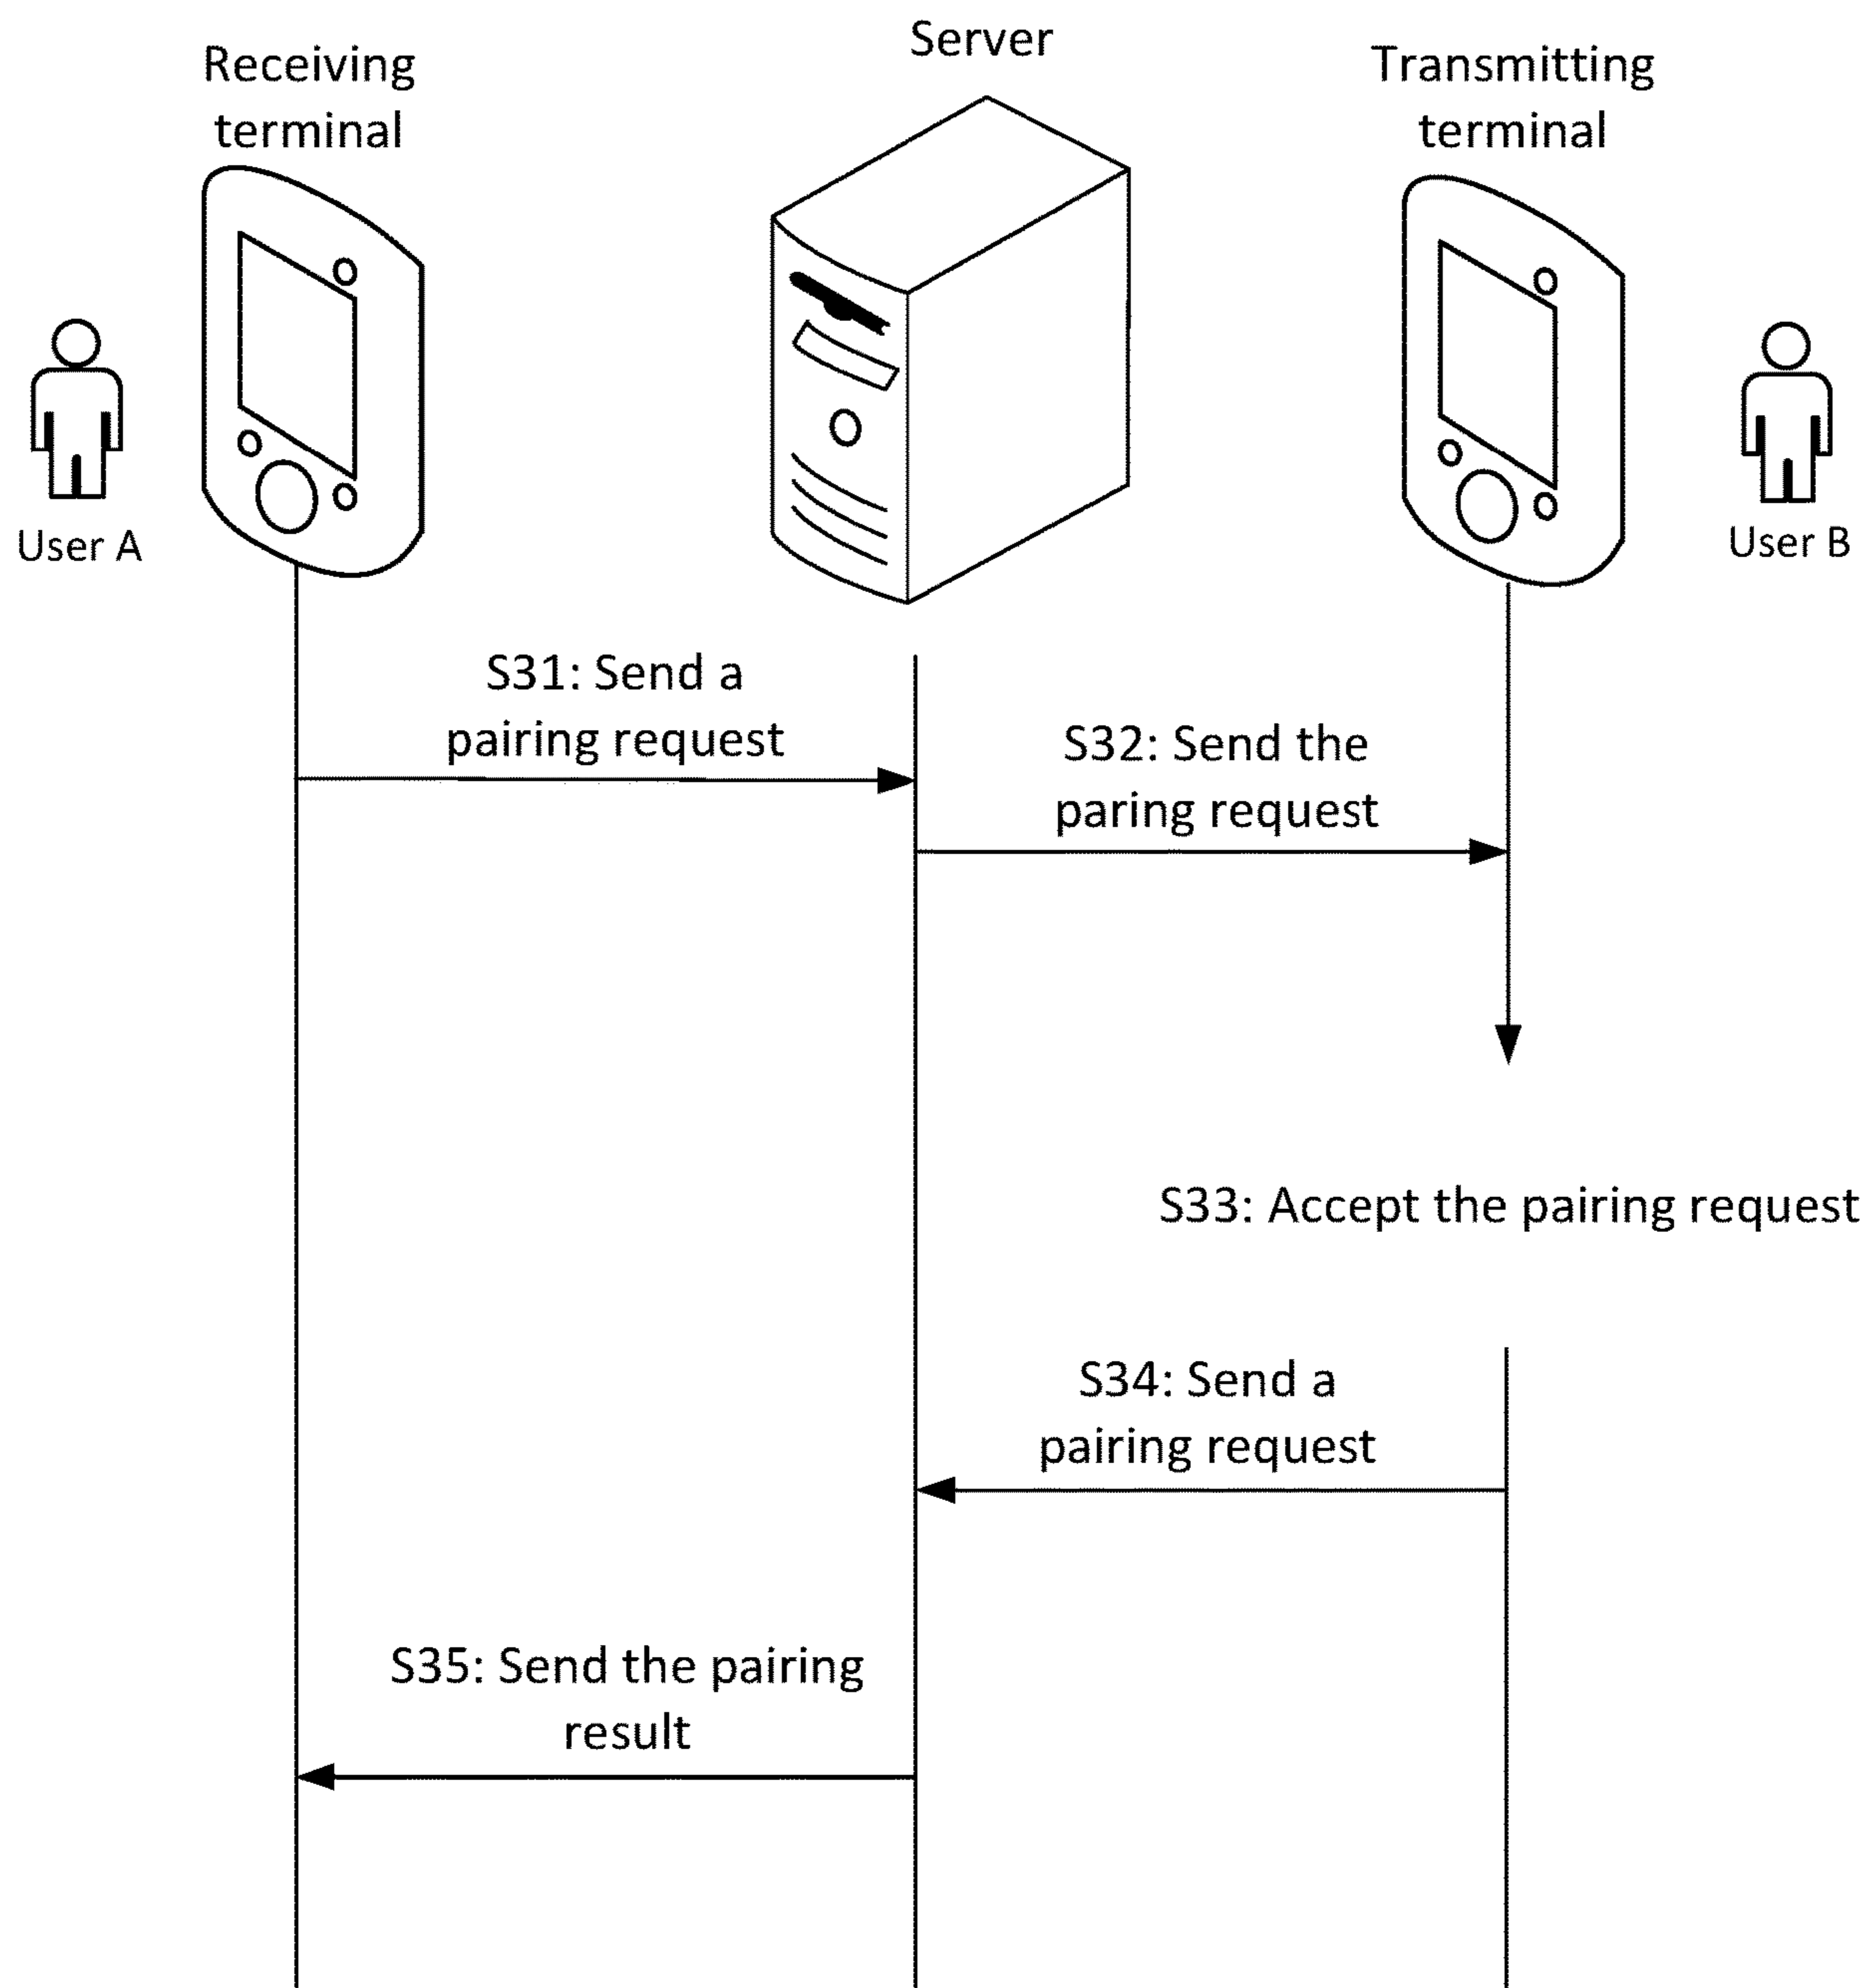 Receiving
terminal
Server
Transmitting
terminal
User A
User B
S31: Send a
pairing request
S32: Send the
paring request
S33: Accept the pairing request
S34: Send a
pairing request
S35: Send the pairing
result